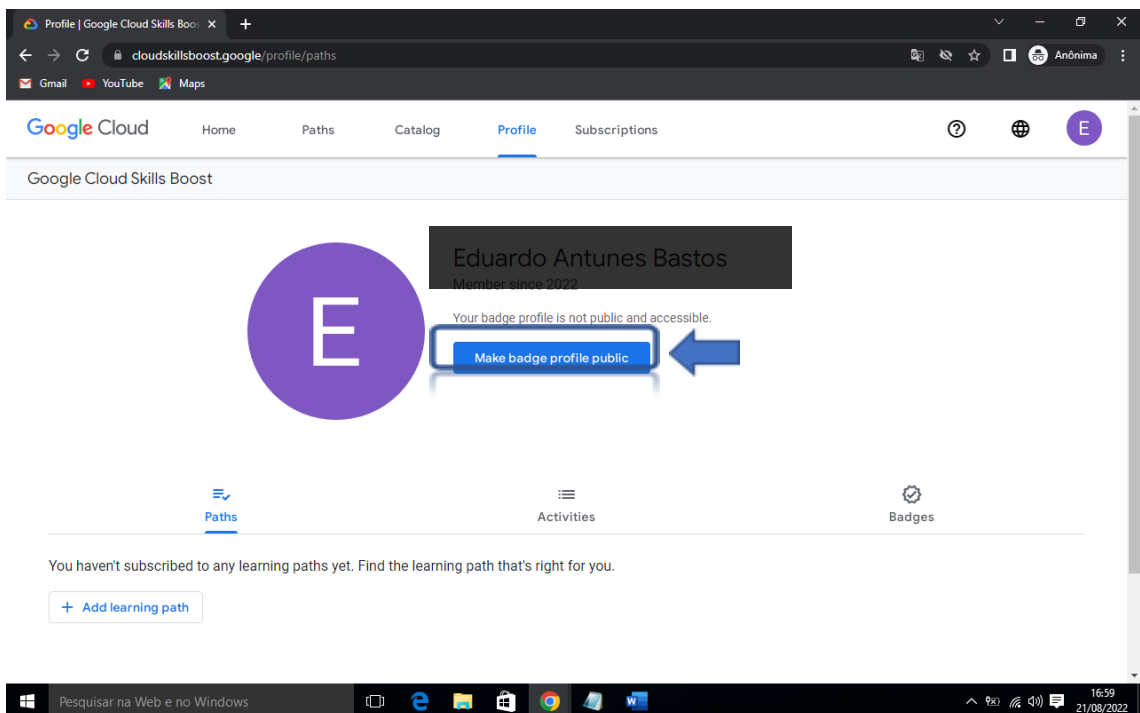 Profile | Google Cloud Skills Boos
cloudskillsboost.google/profile/paths
Anônima
Gmail YouTube Maps
Google Cloud Home Paths Catalog Profile Subscriptions E
Google Cloud Skills Boost
E
Eduardo Antunes Bastos
Member since 2022
Your badge profile is not public and accessible.
Make badge profile public
Paths Activities Badges
You haven't subscribed to any learning paths yet. Find the learning path that's right for you.
+ Add learning path
Pesquisar na Web e no Windows
16:59
21/08/2022